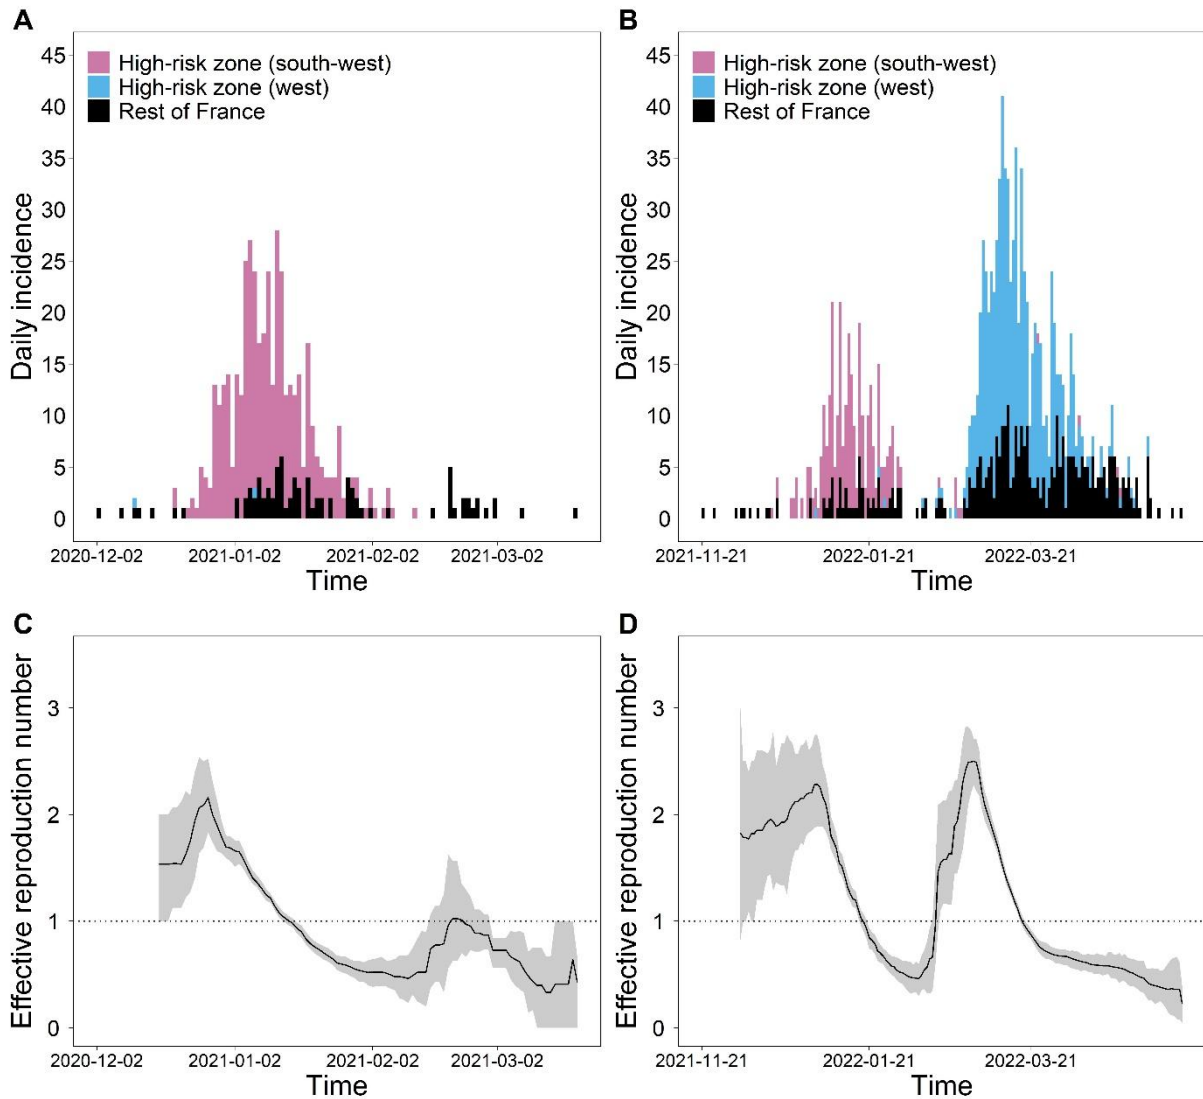 A
High-risk zone (south-west)
High-risk zone (west)
Rest of France
Daily incidence
45
40
35
30
25
20
15
10
5
0
2020-12-02
2021-01-02
2021-02-02
2021-03-02
Time
B
High-risk zone (south-west)
High-risk zone (west)
Rest of France
Daily incidence
45
40
35
30
25
20
15
10
5
0
2021-11-21
2022-01-21
2022-03-21
Time
C
Effective reproduction number
3
2
1
0
2020-12-02
2021-01-02
2021-02-02
2021-03-02
Time
D
Effective reproduction number
3
2
1
0
2021-11-21
2022-01-21
2022-03-21
Time